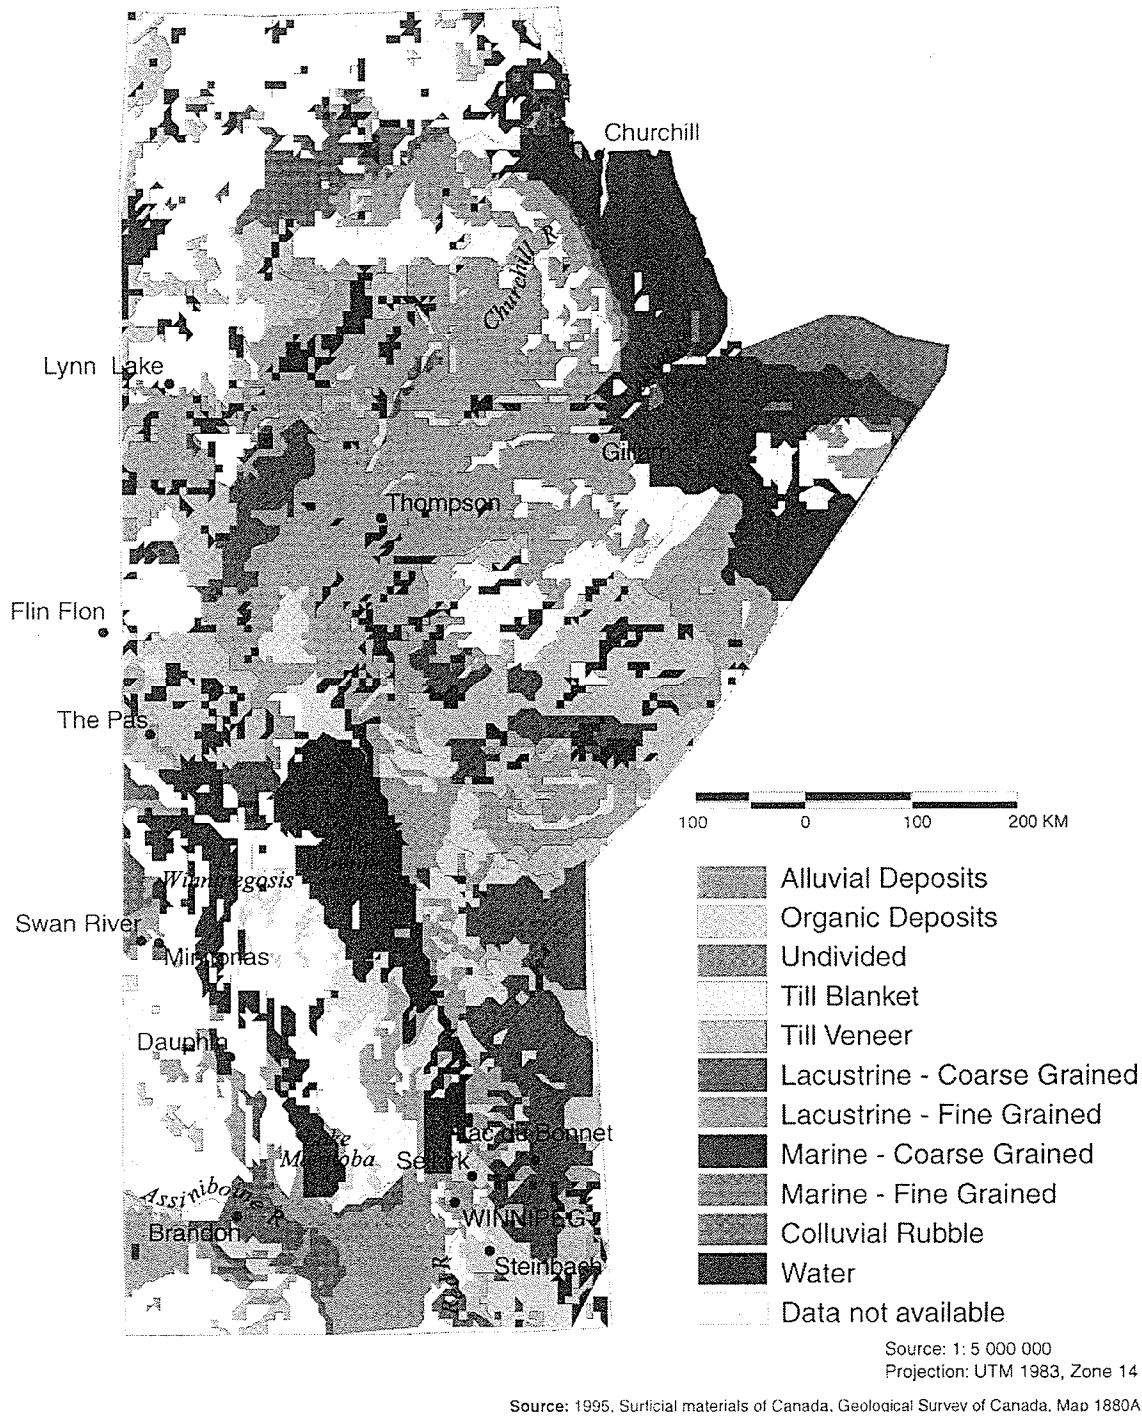 Churchill
Churchill R
Lynn Lake
Gillam
Thompson
Flin Flon
The Pas
100 0 100 200 KM
Winnipegosis
Swan River
Minitonas
Dauphin
Lac du Bonnet
Lake
Manitoba
Selkirk
Assiniboine R
WINNIPEG
Brandon
Steinbach
Red R
Alluvial Deposits
Organic Deposits
Undivided
Till Blanket
Till Veneer
Lacustrine - Coarse Grained
Lacustrine - Fine Grained
Marine - Coarse Grained
Marine - Fine Grained
Colluvial Rubble
Water
Data not available
Source: 1: 5 000 000
Projection: UTM 1983, Zone 14
Source: 1995, Surficial materials of Canada, Geological Survey of Canada, Map 1880A